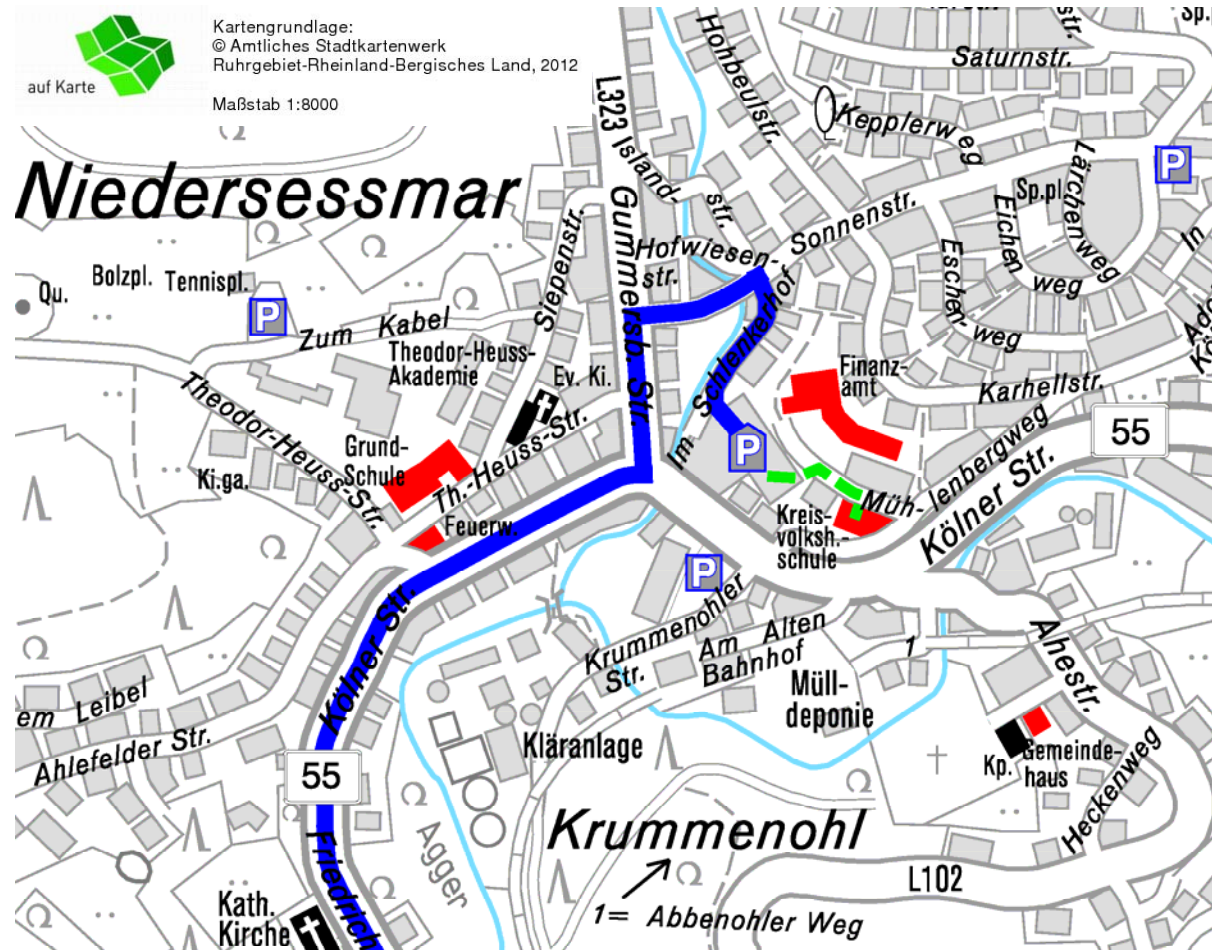 Kartengrundlage:
© Amtliches Stadtkartenwerk
Ruhrgebiet-Rheinland-Bergisches Land, 2012
auf Karte
Maßstab 1:8000
Niedersessmar
L323
Island-
str.
Hohbeulstr.
Saturnstr.
str.
Sp.
Kepplerweg
Sp.pl.
Lärchenweg
Eichen
weg
Eschen-weg
In
P
Sonnenstr.
Hofwiesen-
str.
Gummersb. Str.
Siepenstr.
Bolzpl.
Tennispl.
Qu.
P
Zum Kabel
Theodor-Heuss-
Akademie
Ev. Ki.
Im Schlenkerhof
Finanz-
amt
Karhellstr.
55
Theodor-Heuss-Str.
Grund-
Schule
Th.-Heuss-Str.
Ki.ga.
Feuerw.
P
Müh-
lenbergweg
Kölner Str.
Kreis-
volksh.-
schule
P
Krummenohler
Str.
Am Alten
Bahnhof
1
Müll-
deponie
Ahestr.
em Leibel
Ahlefelder Str.
Kölner Str.
55
Kläranlage
Kp.
Gemeinde-
haus
Heckenweg
Agger
Krummenohl
L102
1= Abbenohler Weg
Friedrich
Kath.
Kirche